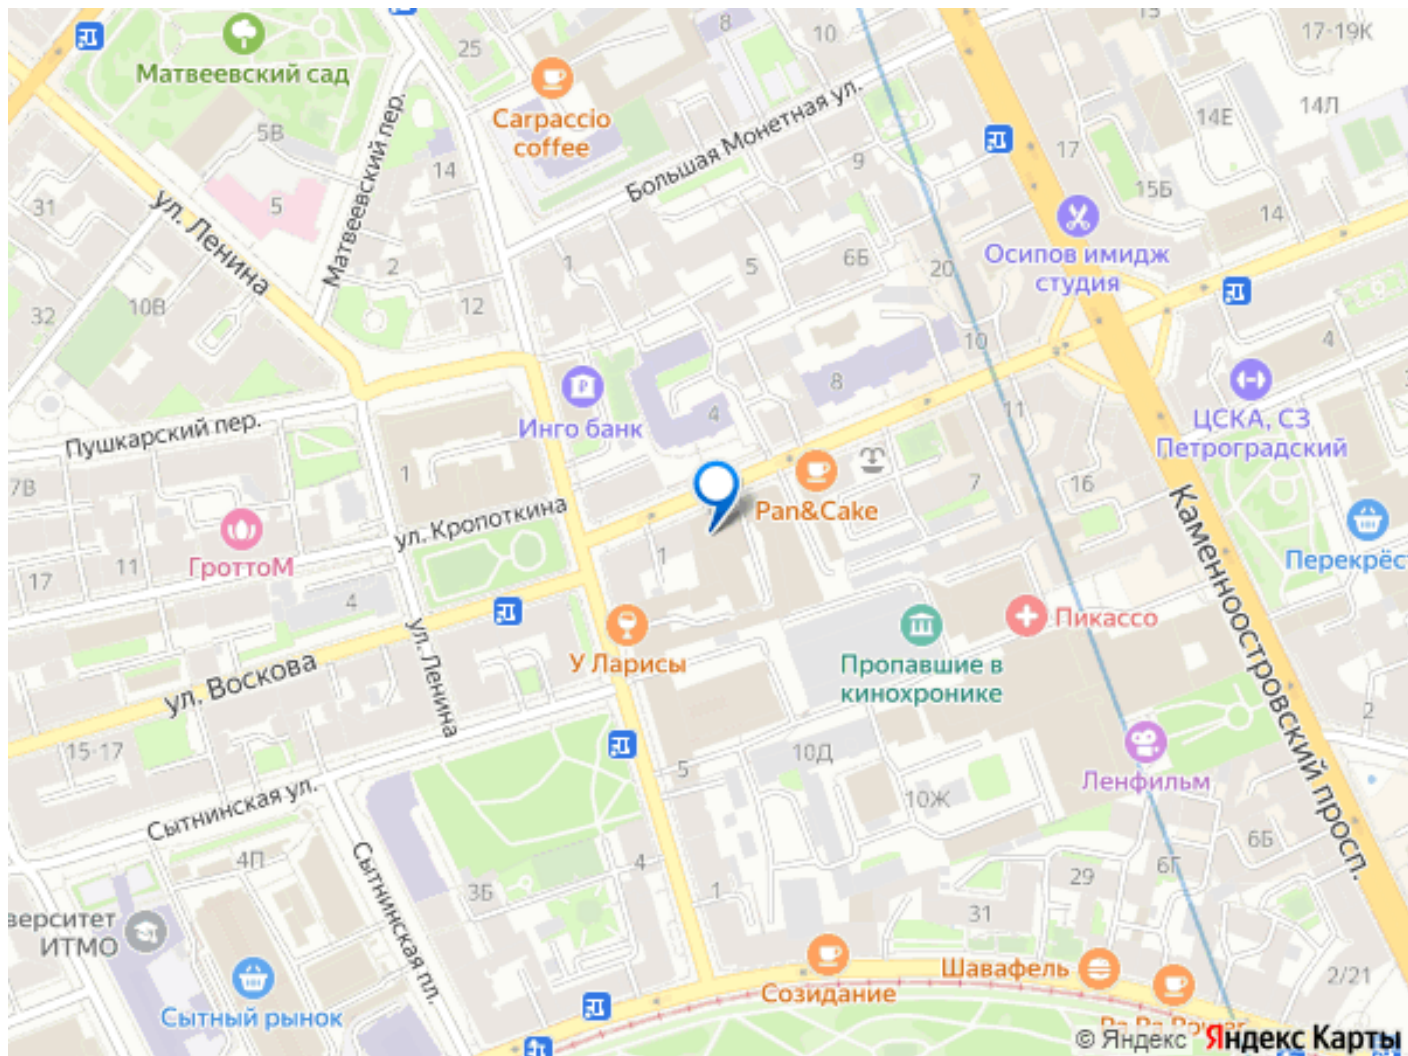 8
10
15
17-19К
25
Матвеевский сад
Carpaccio
coffee
14Л
14Е
5В
Большая Монетная ул.
17
Матвеевский пер.
14
9
15Б
5
31
ул. Ленина
14
Осипов имидж
студия
2
1
5
6Б
20
10В
12
32
10
4
Инго банк
8
ЦСКА, СЗ
Петроградский
4
11
Пушкарский пер.
1
7В
7
16
Pan&Cake
ул. Кропоткина
Каменноостровский просп.
ГроттоМ
11
17
1
Перекрёс
4
Пикассо
У Ларисы
Пропавшие в
кинохронике
ул. Воскова
ул. Ленина
2
15-17
5
10Д
Ленфильм
10Ж
Сытнинская ул.
6Б
4П
4
6Г
29
Сытнинская пл.
3Б
1
31
верситет
ИТМО
Шавафель
2/21
Созидание
Сытный рынок
© Яндекс Яндекс Карты